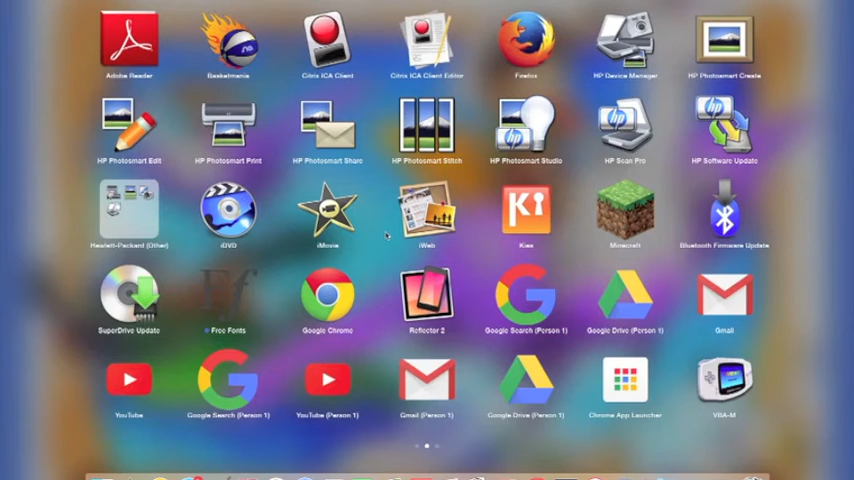 Adobe Reader
Basketmania
Citrix ICA Client
Citrix ICA Client Editor
Firefox
HP Device Manager
HP Photosmart Create
HP Photosmart Edit
HP Photosmart Print
HP Photosmart Share
HP Photosmart Stitch
hp
HP Photosmart Studio
hp
HP Scan Pro
hp
HP Software Update
Hewlett-Packard (Other)
iDVD
iMovie
iWeb
Kies
Minecraft
Bluetooth Firmware Update
SuperDrive Update
Ff
Free Fonts
Google Chrome
Reflector 2
Google Search (Person 1)
Google Drive (Person 1)
Gmail
YouTube
Google Search (Person 1)
YouTube (Person 1)
Gmail (Person 1)
Google Drive (Person 1)
Chrome App Launcher
VBA-M